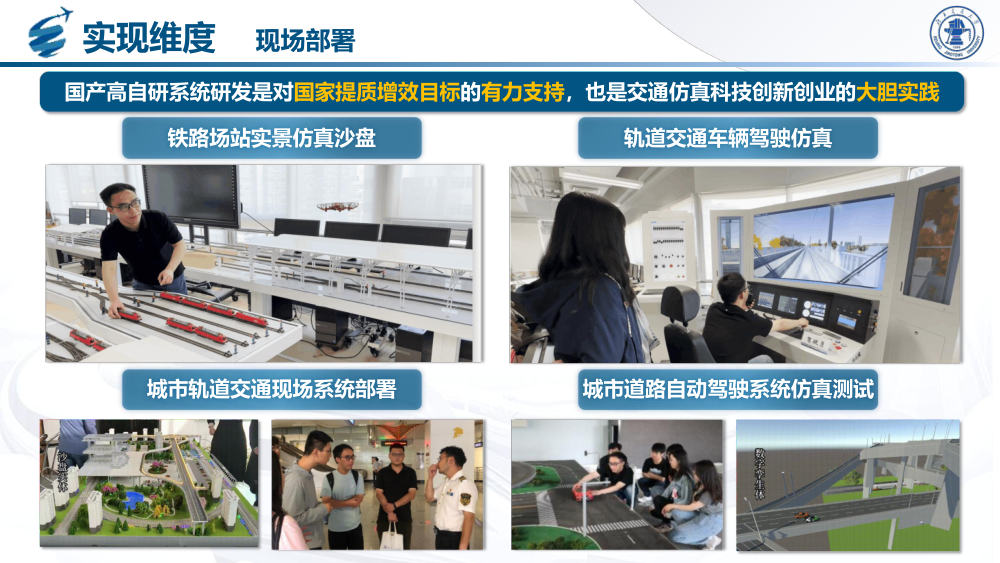 实现维度 现场部署
国产高自研系统研发是对国家提质增效目标的有力支持，也是交通仿真科技创新创业的大胆实践
铁路场站实景仿真沙盘
轨道交通车辆驾驶仿真
城市轨道交通现场系统部署
城市道路自动驾驶系统仿真测试
沙盘实体
数字孪生体